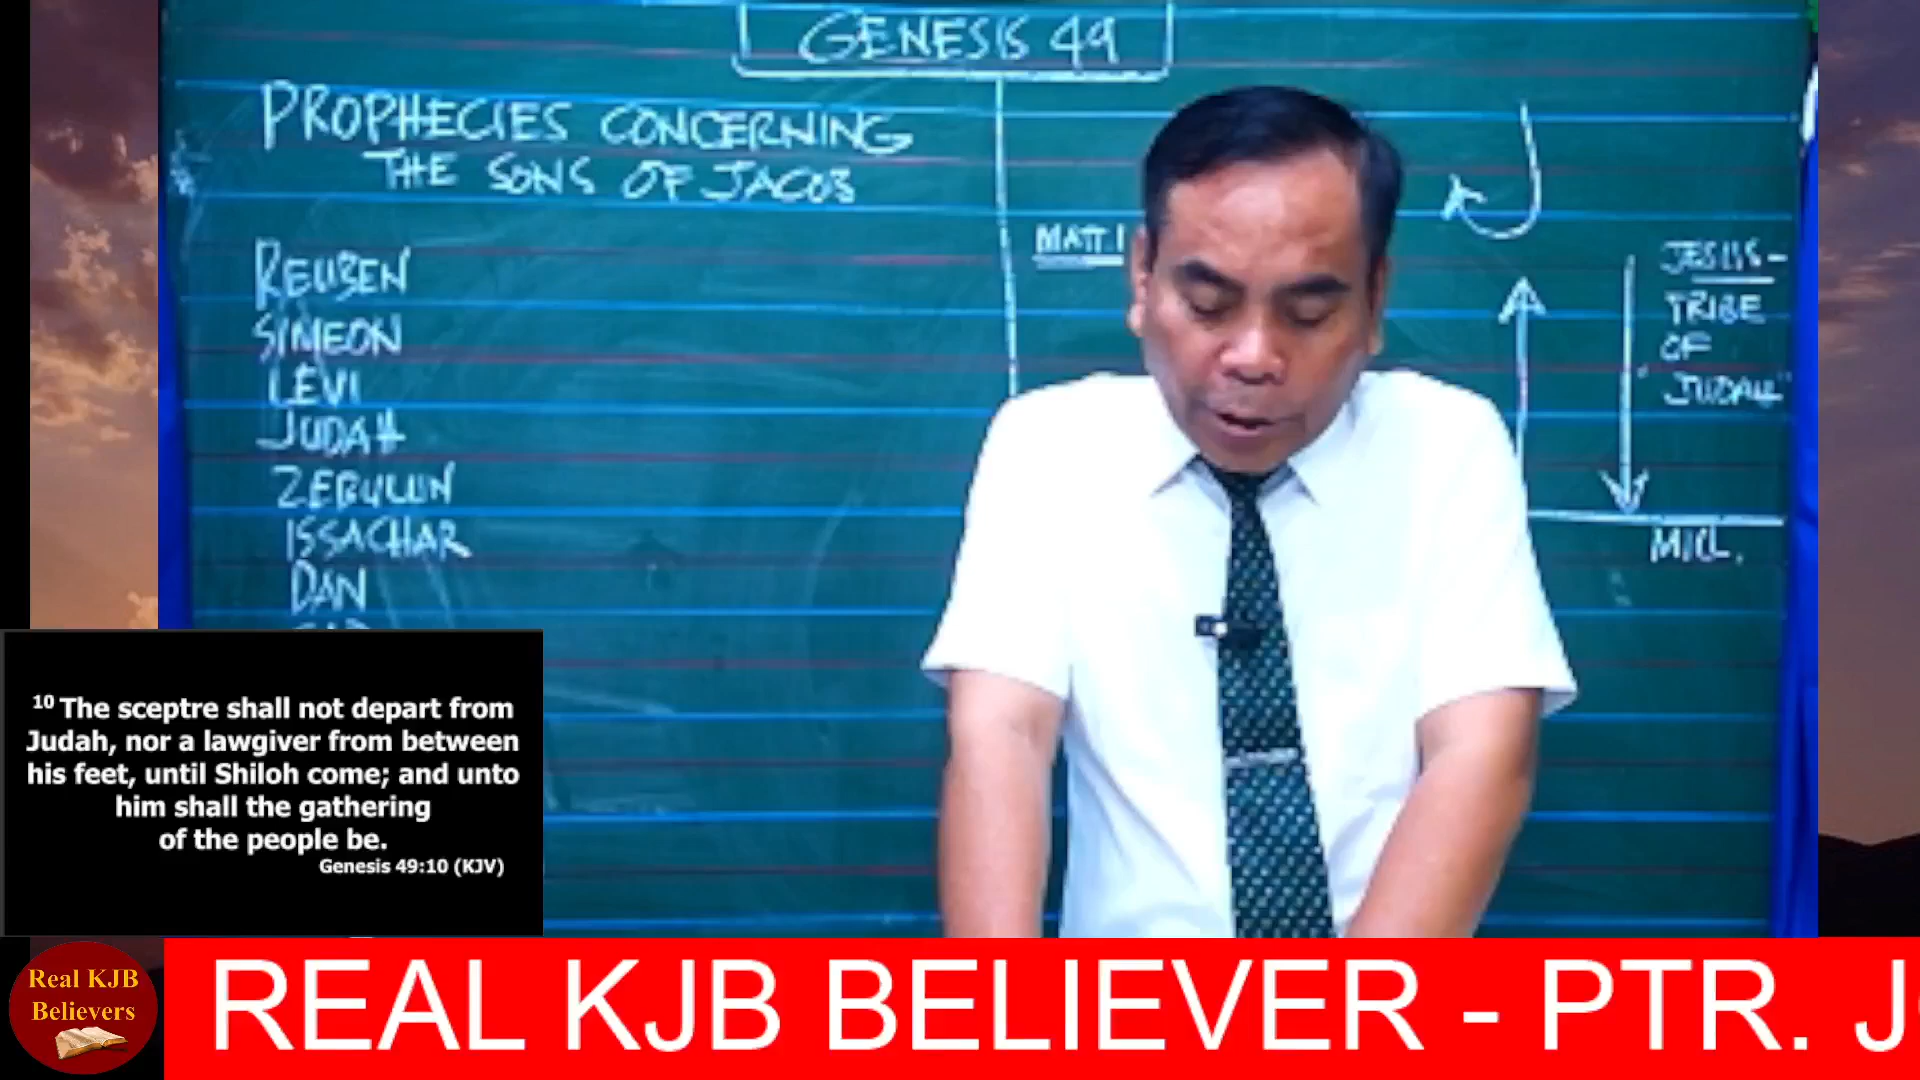 GENESIS 49
PROPHECIES CONCERNING
THE SONS OF JACOB
REUBEN
SIMEON
LEVI
JUDAH
ZEBULUN
ISSACHAR
DAN
MATT. 1
JESUS -
TRIBE
OF
"JUDAH"
MILL.
10 The sceptre shall not depart from
Judah, nor a lawgiver from between
his feet, until Shiloh come; and unto
him shall the gathering
of the people be.
Genesis 49:10 (KJV)
Real KJB
Believers
REAL KJB BELIEVER - PTR.